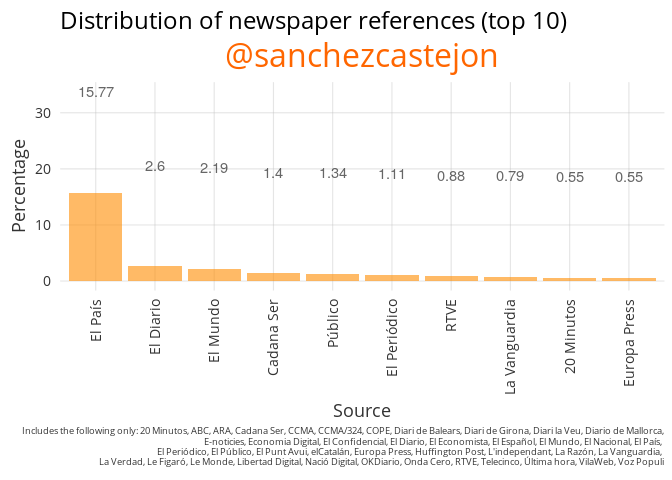 Distribution of newspaper references (top 10)
@sanchezcastejon
Percentage
30
20
10
0
15.77
2.6
2.19
1.4
1.34
1.11
0.88
0.79
0.55
0.55
El País
El Diario
El Mundo
Cadana Ser
Público
El Periódico
RTVE
La Vanguardia
20 Minutos
Europa Press
Source
Includes the following only: 20 Minutos, ABC, ARA, Cadana Ser, CCMA, CCMA/324, COPE, Diari de Balears, Diari de Girona, Diari la Veu, Diario de Mallorca,
E-noticies, Economia Digital, El Confidencial, El Diario, El Economista, El Español, El Mundo, El Nacional, El País,
El Periódico, El Público, El Punt Avui, elCatalán, Europa Press, Huffington Post, L'independant, La Razón, La Vanguardia,
La Verdad, Le Figaró, Le Monde, Libertad Digital, Nació Digital, OKDiario, Onda Cero, RTVE, Telecinco, Última hora, VilaWeb, Voz Populi